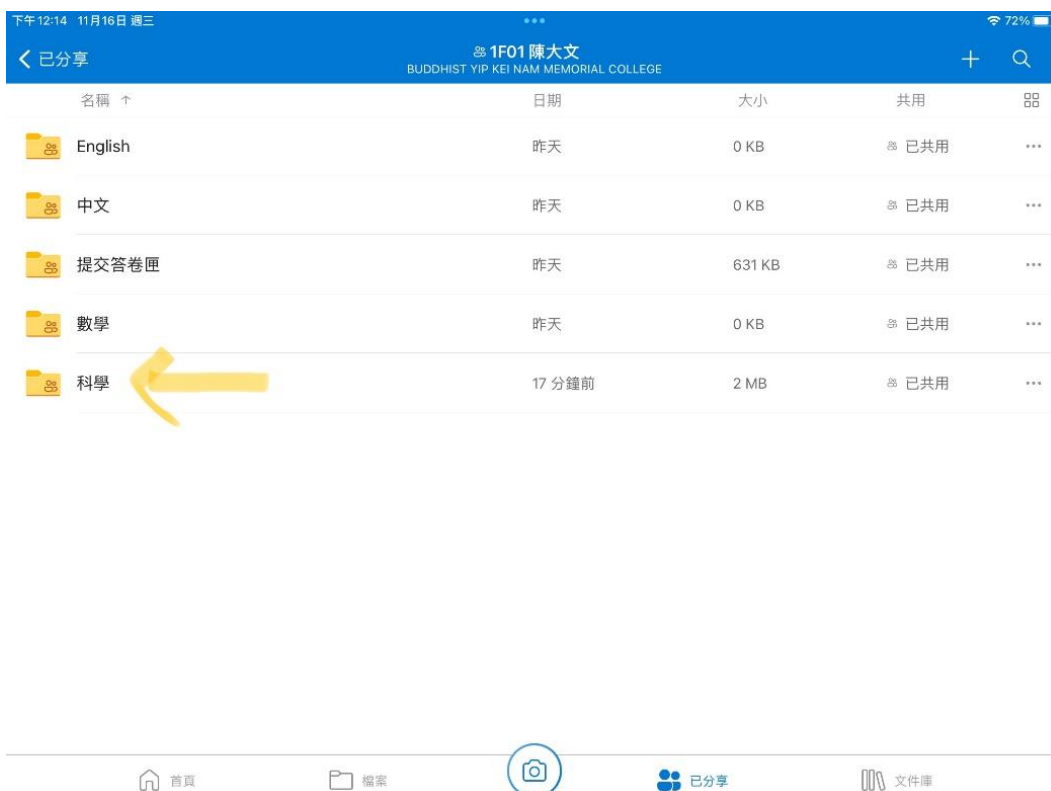 下午12:14 11月16日 週三 72%
已分享
1F01 陳大文
BUDDHIST YIP KEI NAM MEMORIAL COLLEGE
名稱 日期 大小 共用
English 昨天 0 KB 已共用
中文 昨天 0 KB 已共用
提交答卷匣 昨天 631 KB 已共用
數學 昨天 0 KB 已共用
科學 17 分鐘前 2 MB 已共用
首頁 檔案 已分享 文件庫